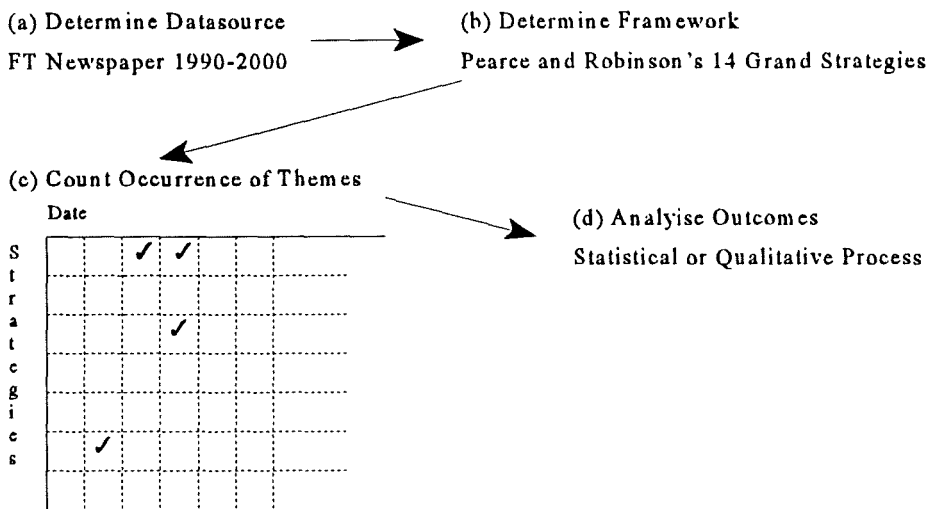 (a) Determine Datasource
FT Newspaper 1990-2000
(b) Determine Framework
Pearce and Robinson's 14 Grand Strategies
(c) Count Occurrence of Themes
Date
Strategies
(d) Analyise Outcomes
Statistical or Qualitative Process